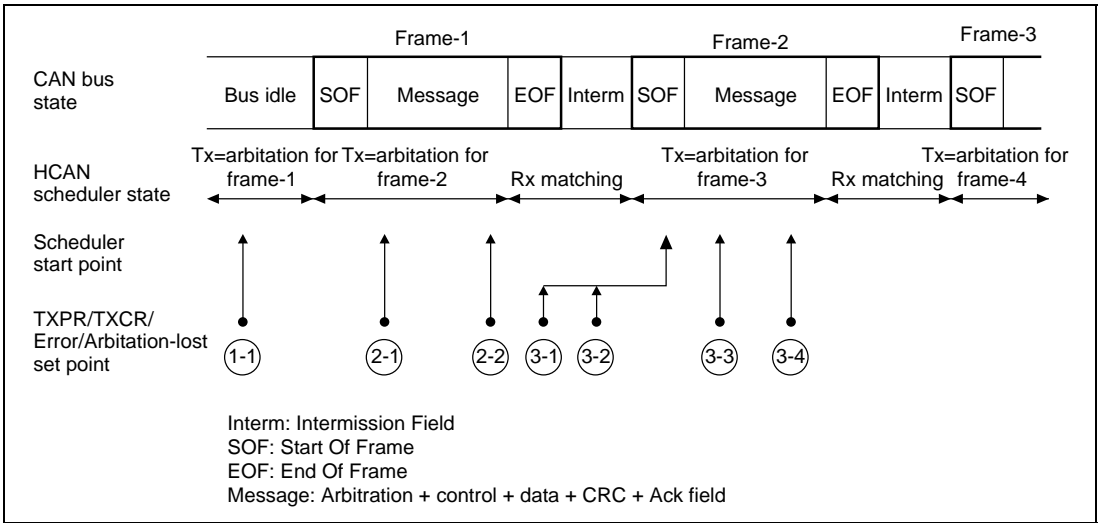 Frame-1
Frame-2
Frame-3
CAN bus
state
Bus idle
SOF
Message
EOF
Interm
SOF
Message
EOF
Interm
SOF
HCAN
scheduler state
Tx=arbitation for
frame-1
Tx=arbitation for
frame-2
Rx matching
Tx=arbitation for
frame-3
Rx matching
Tx=arbitation for
frame-4
Scheduler
start point
TXPR/TXCR/
Error/Arbitation-lost
set point
1-1
2-1
2-2
3-1
3-2
3-3
3-4
Interm: Intermission Field
SOF: Start Of Frame
EOF: End Of Frame
Message: Arbitration + control + data + CRC + Ack field